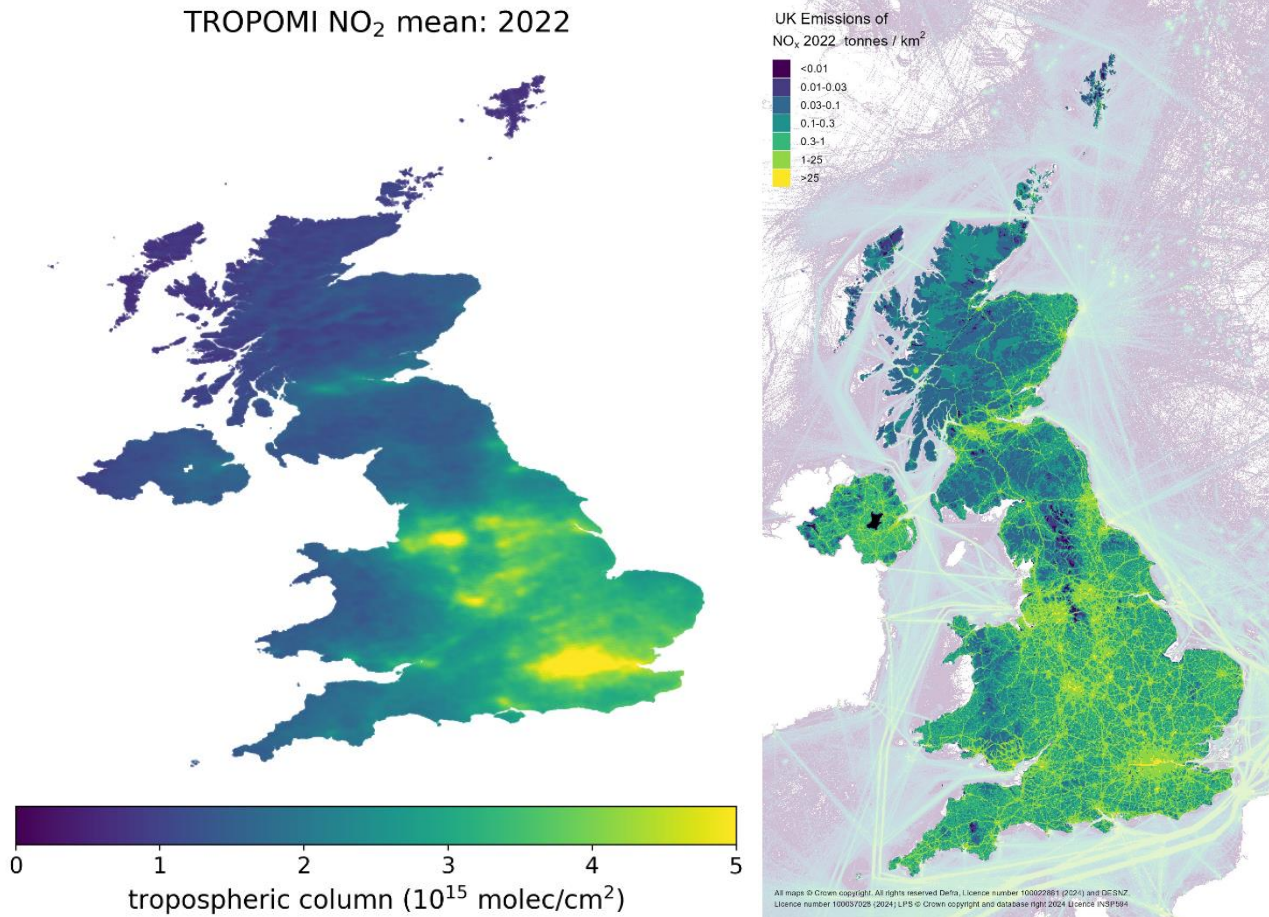 TROPOMI NO₂ mean: 2022
0 1 2 3 4 5
tropospheric column (10¹⁵ molec/cm²)
UK Emissions of
NOₓ 2022 tonnes / km²
<0.01
0.01-0.03
0.03-0.1
0.1-0.3
0.3-1
1-25
>25
All maps © Crown copyright. All rights reserved Defra, Licence number 100022861 (2024) and DESNZ,
Licence number 100037028 (2024) LPS © Crown copyright and database right 2024 Licence INSP594